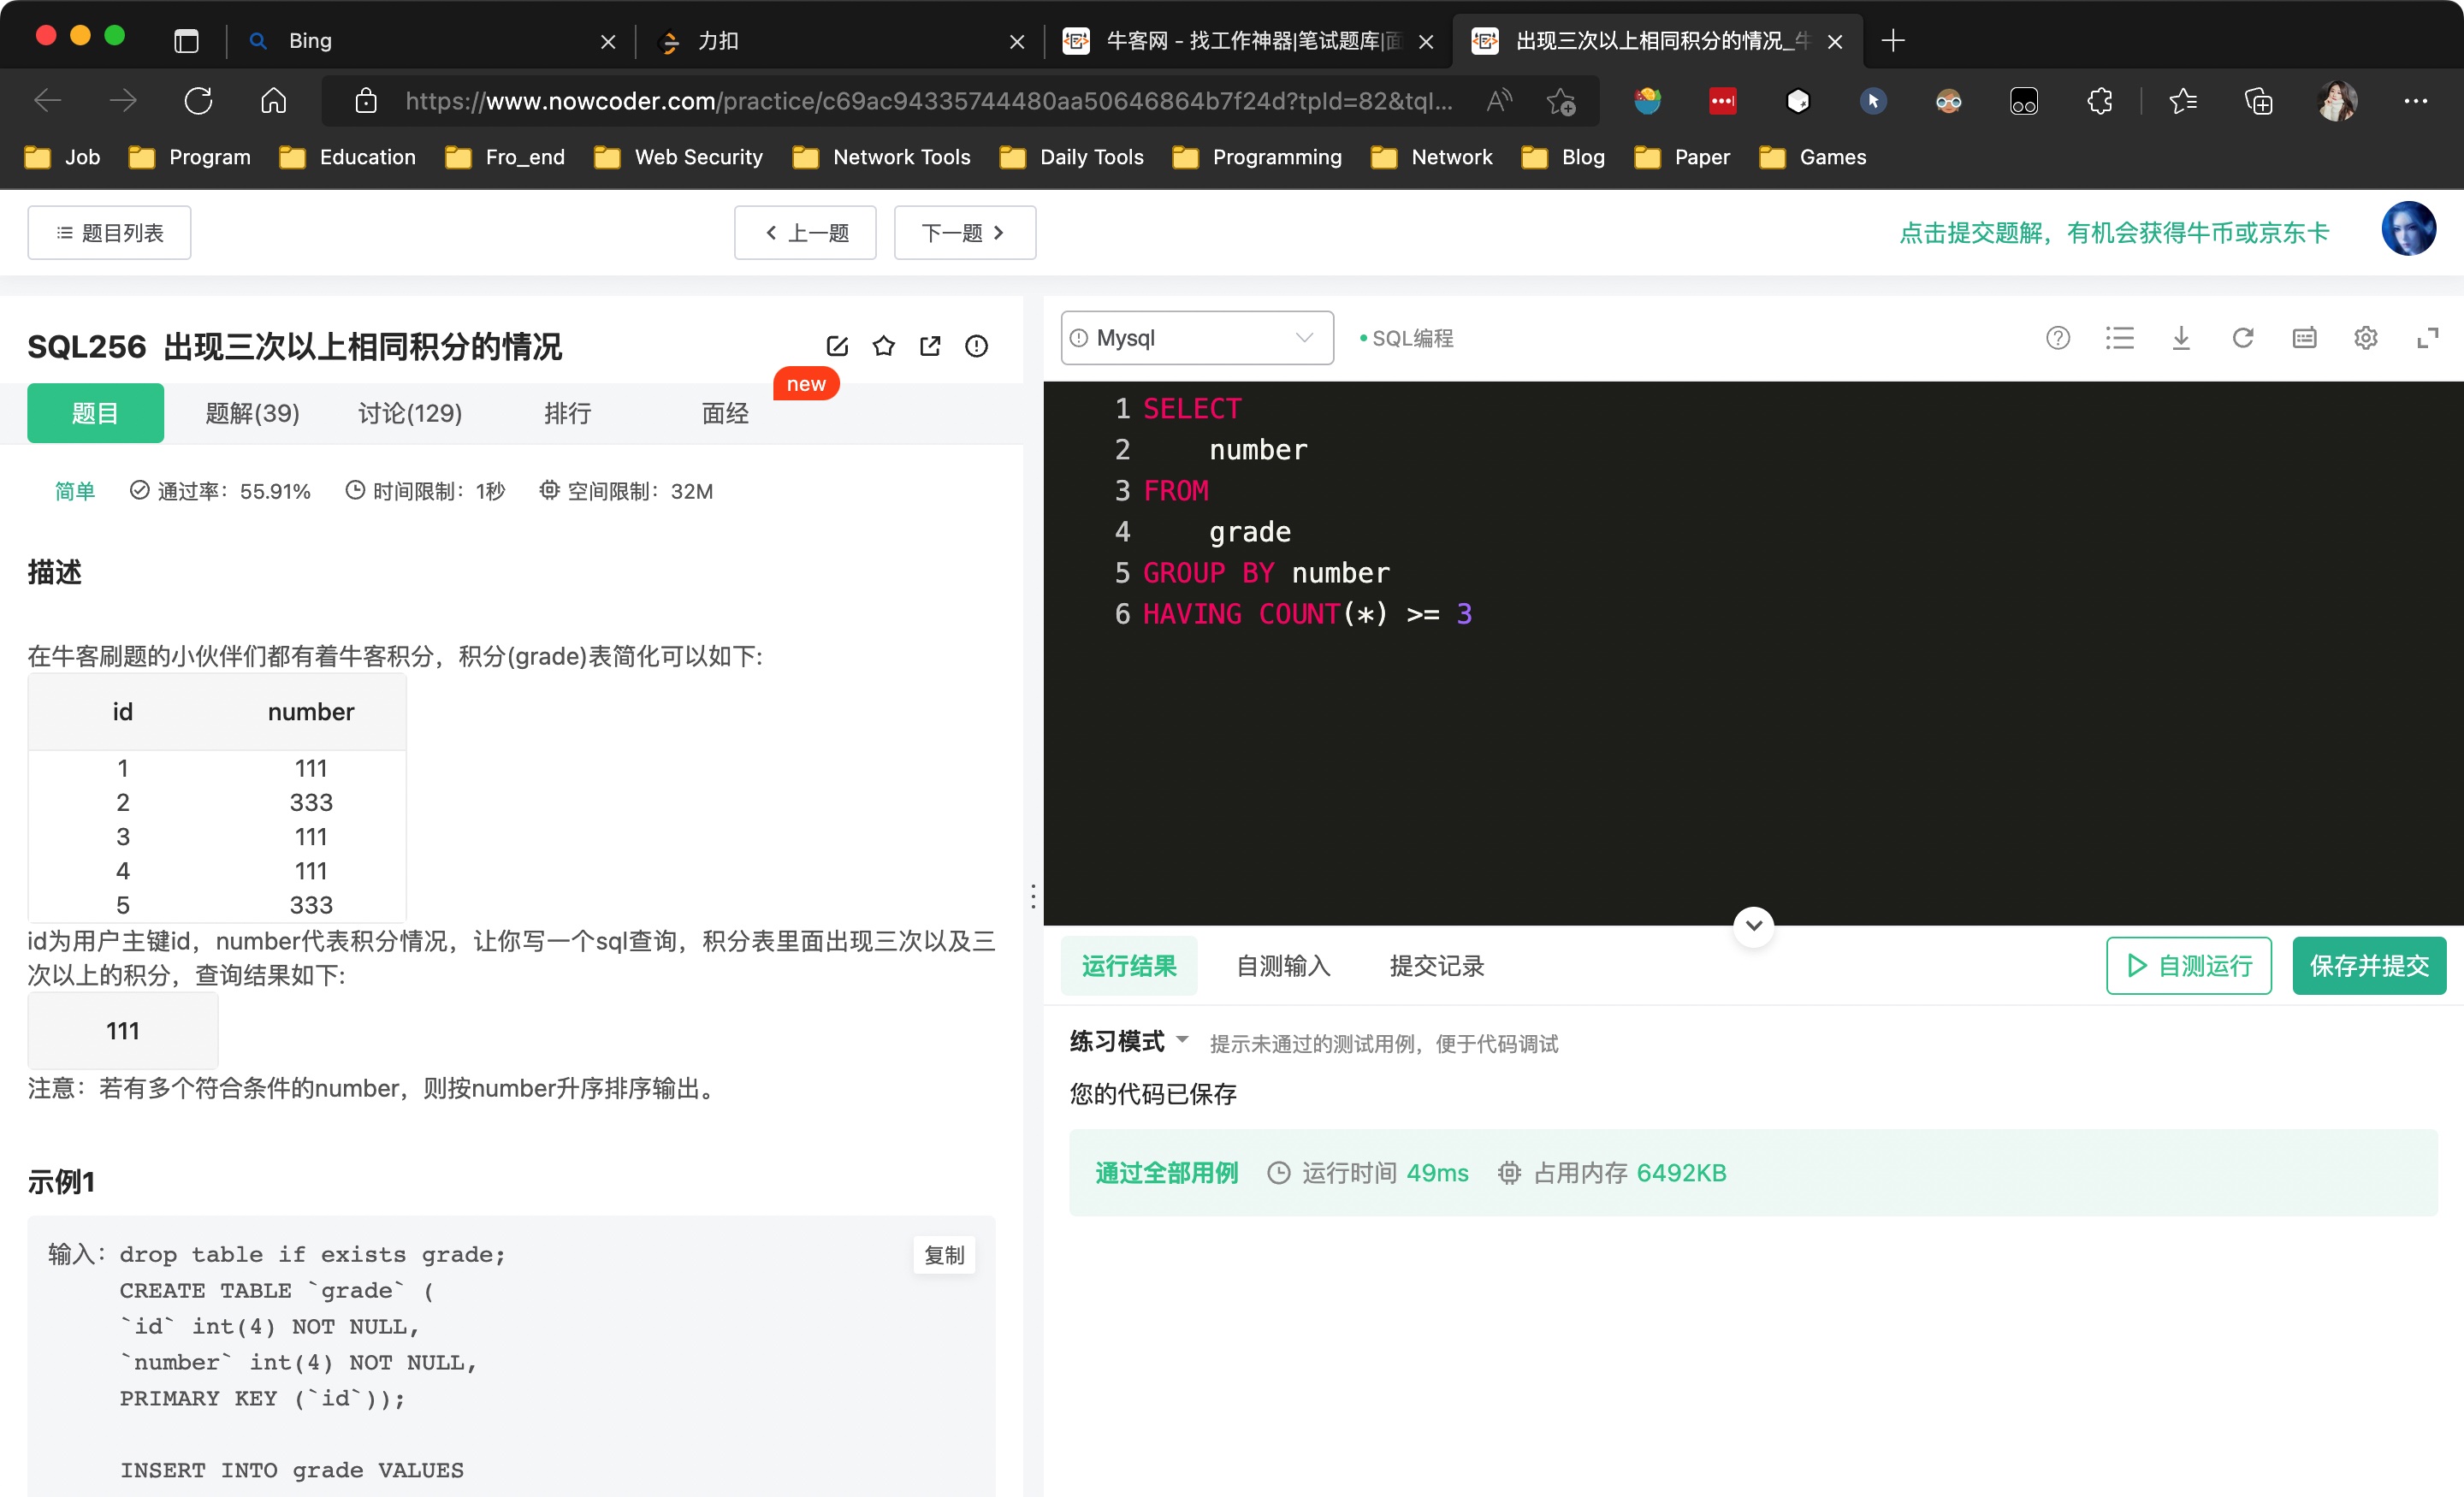 Bing
力扣
牛客网 - 找工作神器|笔试题库|面
出现三次以上相同积分的情况_牛
https://www.nowcoder.com/practice/c69ac94335744480aa50646864b7f24d?tpId=82&tqI...
Job
Program
Education
Fro_end
Web Security
Network Tools
Daily Tools
Programming
Network
Blog
Paper
Games
题目列表
上一题
下一题
点击提交题解，有机会获得牛币或京东卡
SQL256 出现三次以上相同积分的情况
new
题目
题解(39)
讨论(129)
排行
面经
简单 通过率：55.91% 时间限制：1秒 空间限制：32M
描述
在牛客刷题的小伙伴们都有着牛客积分，积分(grade)表简化可以如下:
id number
1 111
2 333
3 111
4 111
5 333
id为用户主键id，number代表积分情况，让你写一个sql查询，积分表里面出现三次以及三
次以上的积分，查询结果如下:
111
注意：若有多个符合条件的number，则按number升序排序输出。
示例1
输入：drop table if exists grade;
复制
CREATE TABLE `grade` (
`id` int(4) NOT NULL,
`number` int(4) NOT NULL,
PRIMARY KEY (`id`));
INSERT INTO grade VALUES
Mysql
SQL编程
1 SELECT
2 number
3 FROM
4 grade
5 GROUP BY number
6 HAVING COUNT(*) >= 3
运行结果
自测输入
提交记录
自测运行
保存并提交
练习模式 提示未通过的测试用例，便于代码调试
您的代码已保存
通过全部用例 运行时间 49ms 占用内存 6492KB